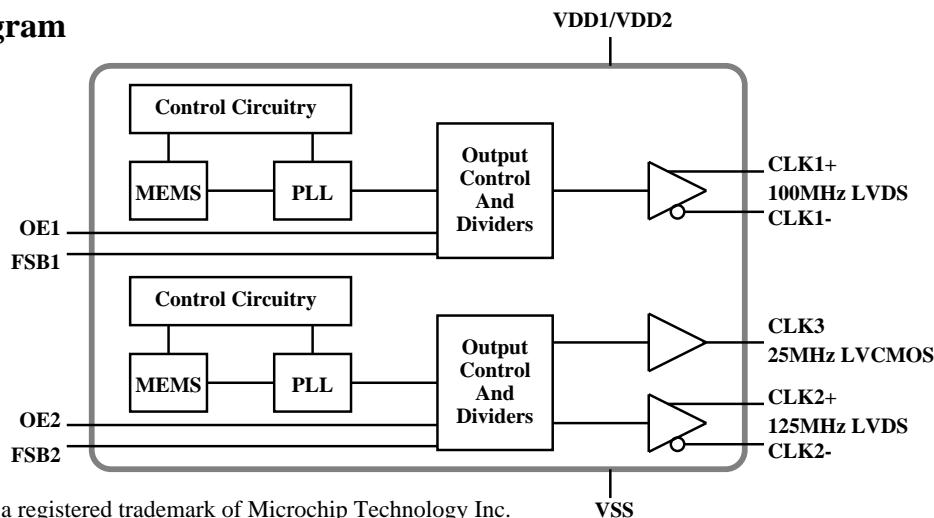 gram
VDD1/VDD2
Control Circuitry
MEMS
PLL
Output
Control
And
Dividers
CLK1+
100MHz LVDS
CLK1-
OE1
FSB1
Control Circuitry
MEMS
PLL
Output
Control
And
Dividers
CLK3
25MHz LVCMOS
CLK2+
125MHz LVDS
CLK2-
OE2
FSB2
a registered trademark of Microchip Technology Inc.
VSS